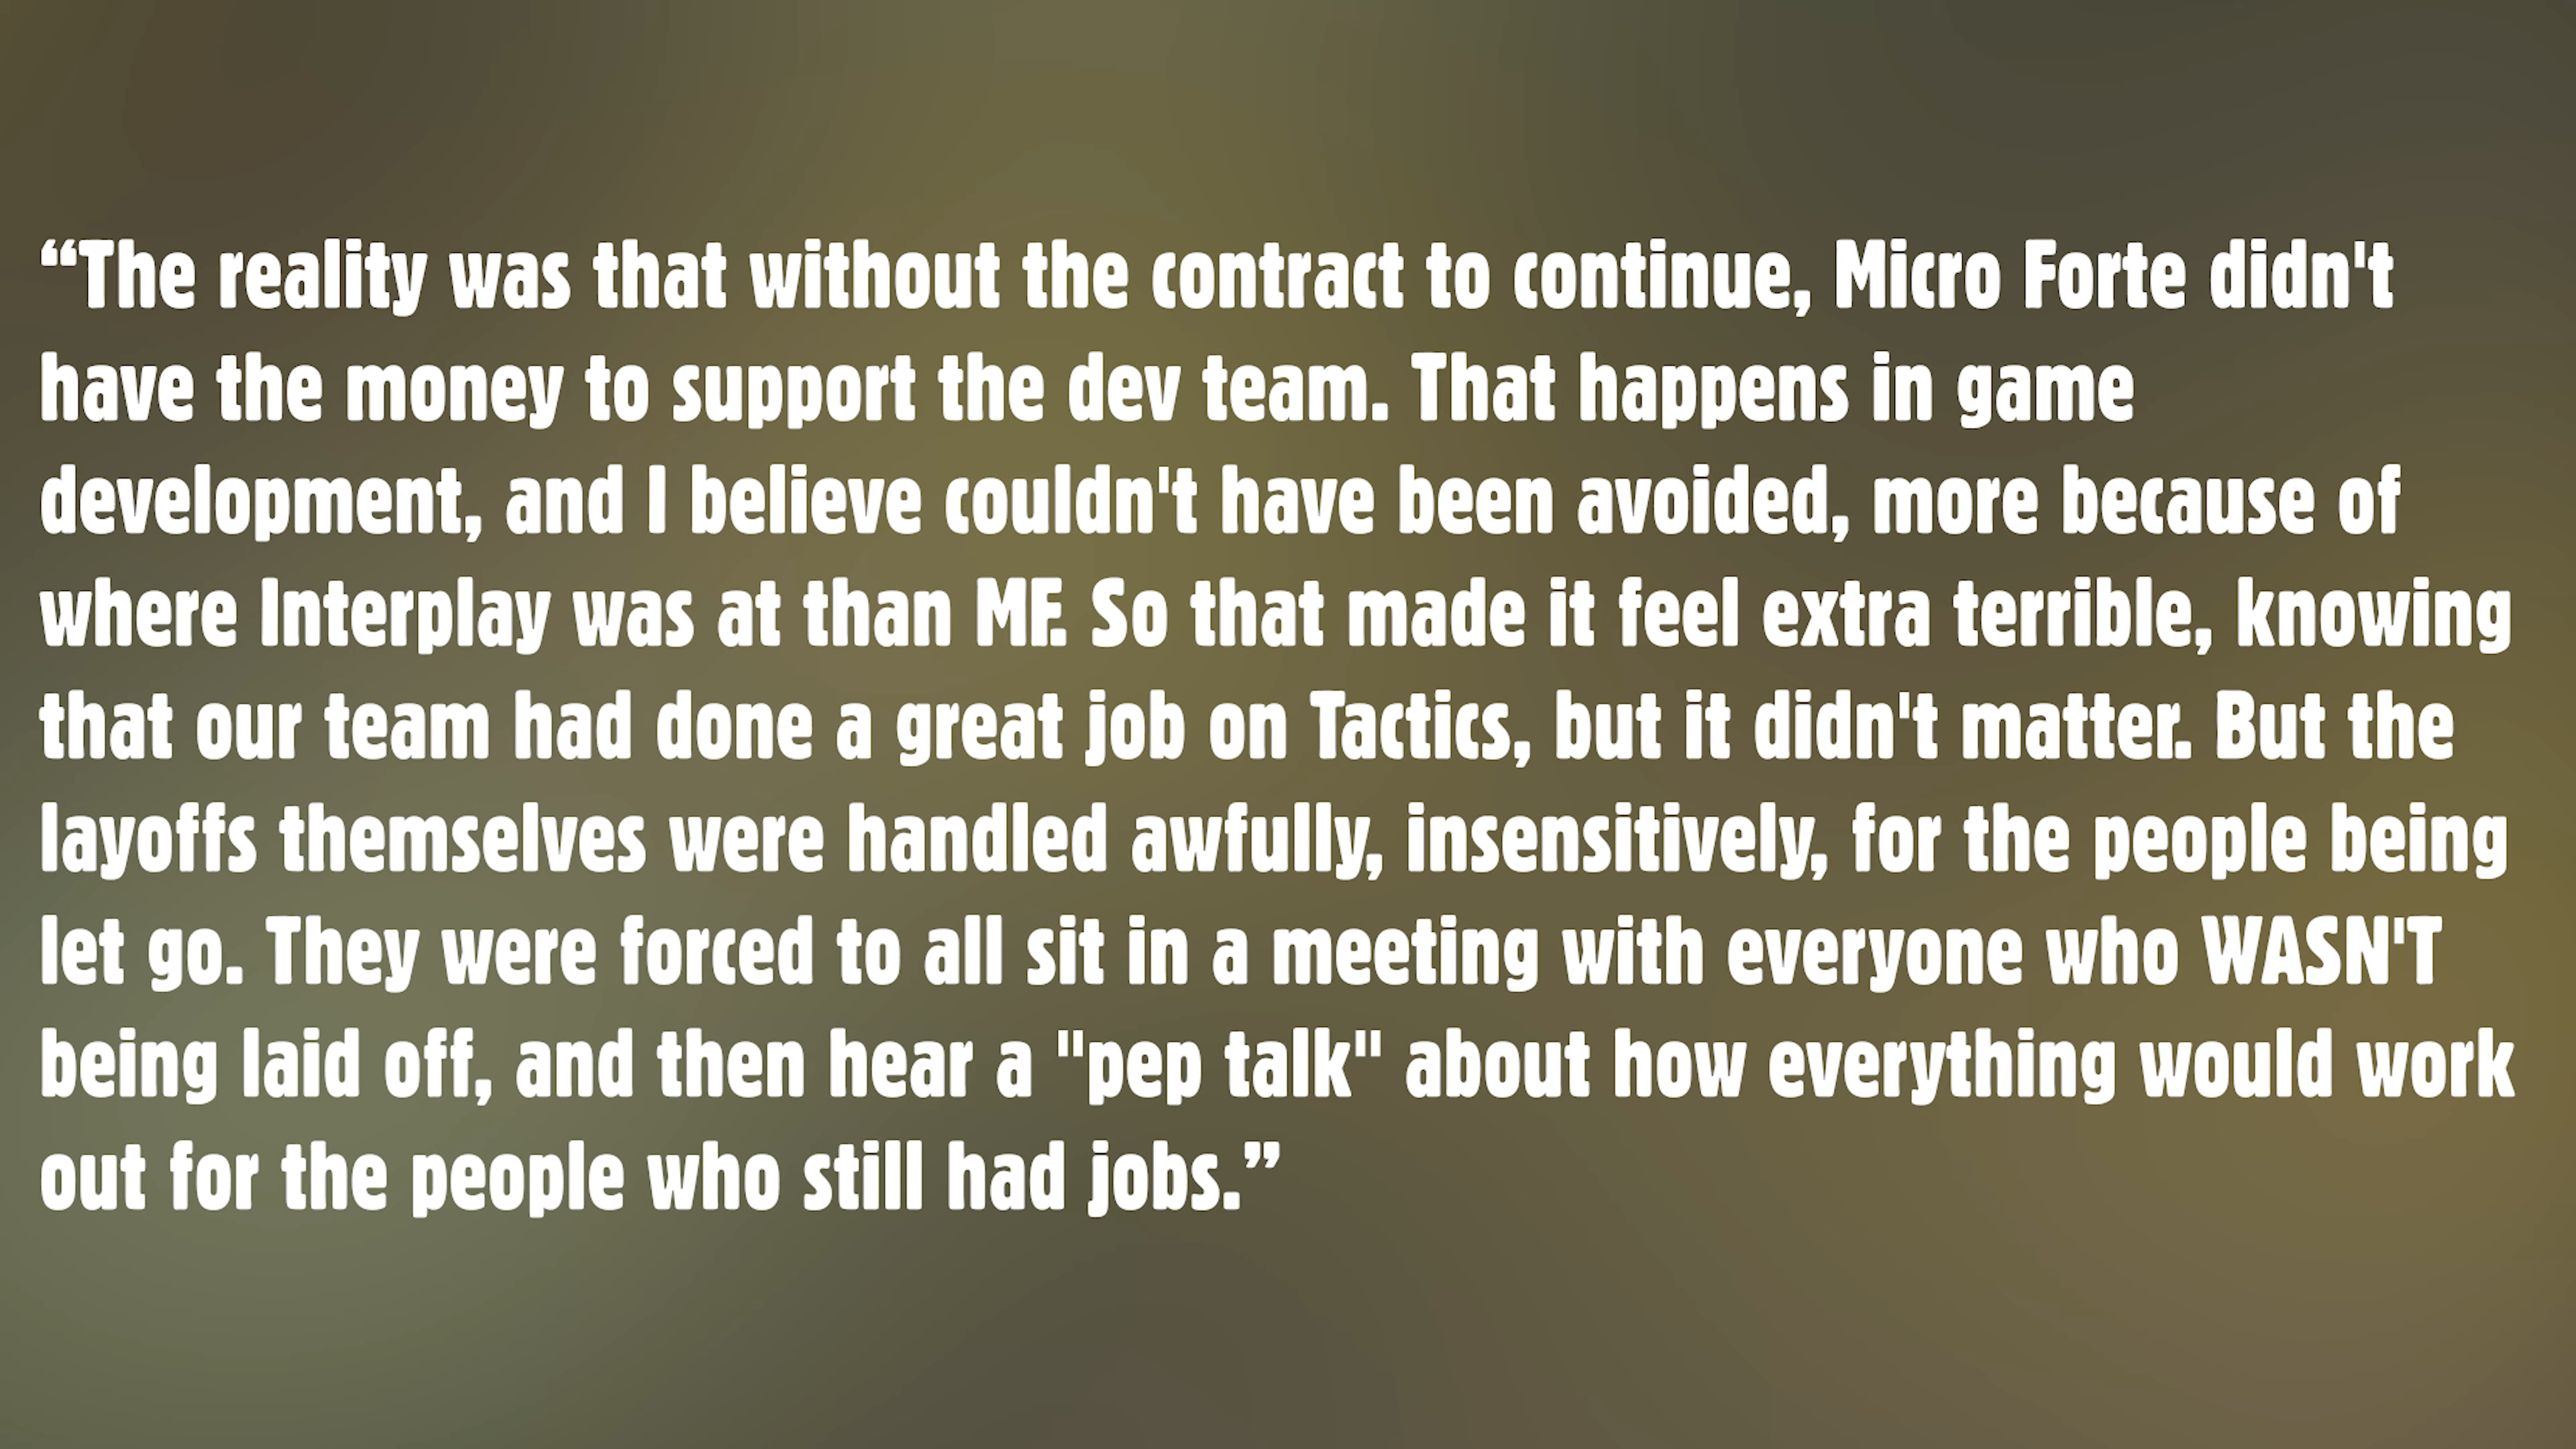 “The reality was that without the contract to continue, Micro Forte didn't
have the money to support the dev team. That happens in game
development, and I believe couldn't have been avoided, more because of
where Interplay was at than MF. So that made it feel extra terrible, knowing
that our team had done a great job on Tactics, but it didn't matter. But the
layoffs themselves were handled awfully, insensitively, for the people being
let go. They were forced to all sit in a meeting with everyone who WASN'T
being laid off, and then hear a "pep talk" about how everything would work
out for the people who still had jobs.”